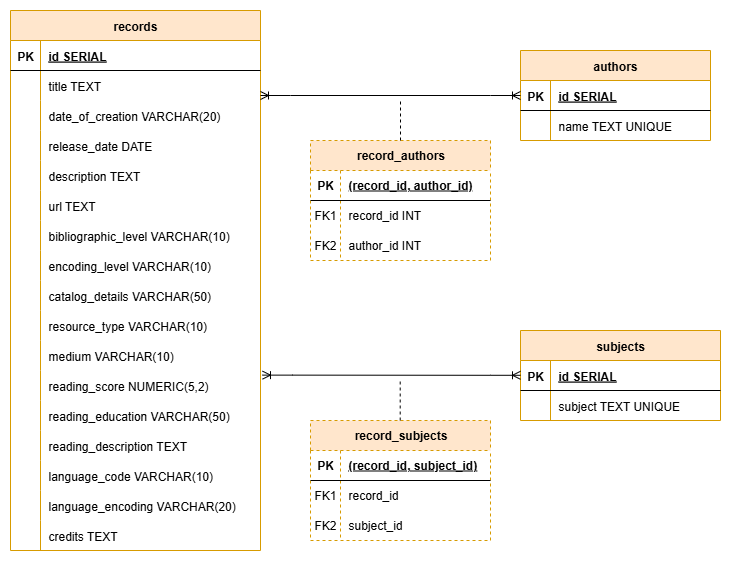 records
PK id SERIAL
title TEXT
date_of_creation VARCHAR(20)
release_date DATE
description TEXT
url TEXT
bibliographic_level VARCHAR(10)
encoding_level VARCHAR(10)
catalog_details VARCHAR(50)
resource_type VARCHAR(10)
medium VARCHAR(10)
reading_score NUMERIC(5,2)
reading_education VARCHAR(50)
reading_description TEXT
language_code VARCHAR(10)
language_encoding VARCHAR(20)
credits TEXT
authors
PK id SERIAL
name TEXT UNIQUE
record_authors
PK (record_id, author_id)
FK1 record_id INT
FK2 author_id INT
subjects
PK id SERIAL
subject TEXT UNIQUE
record_subjects
PK (record_id, subject_id)
FK1 record_id
FK2 subject_id